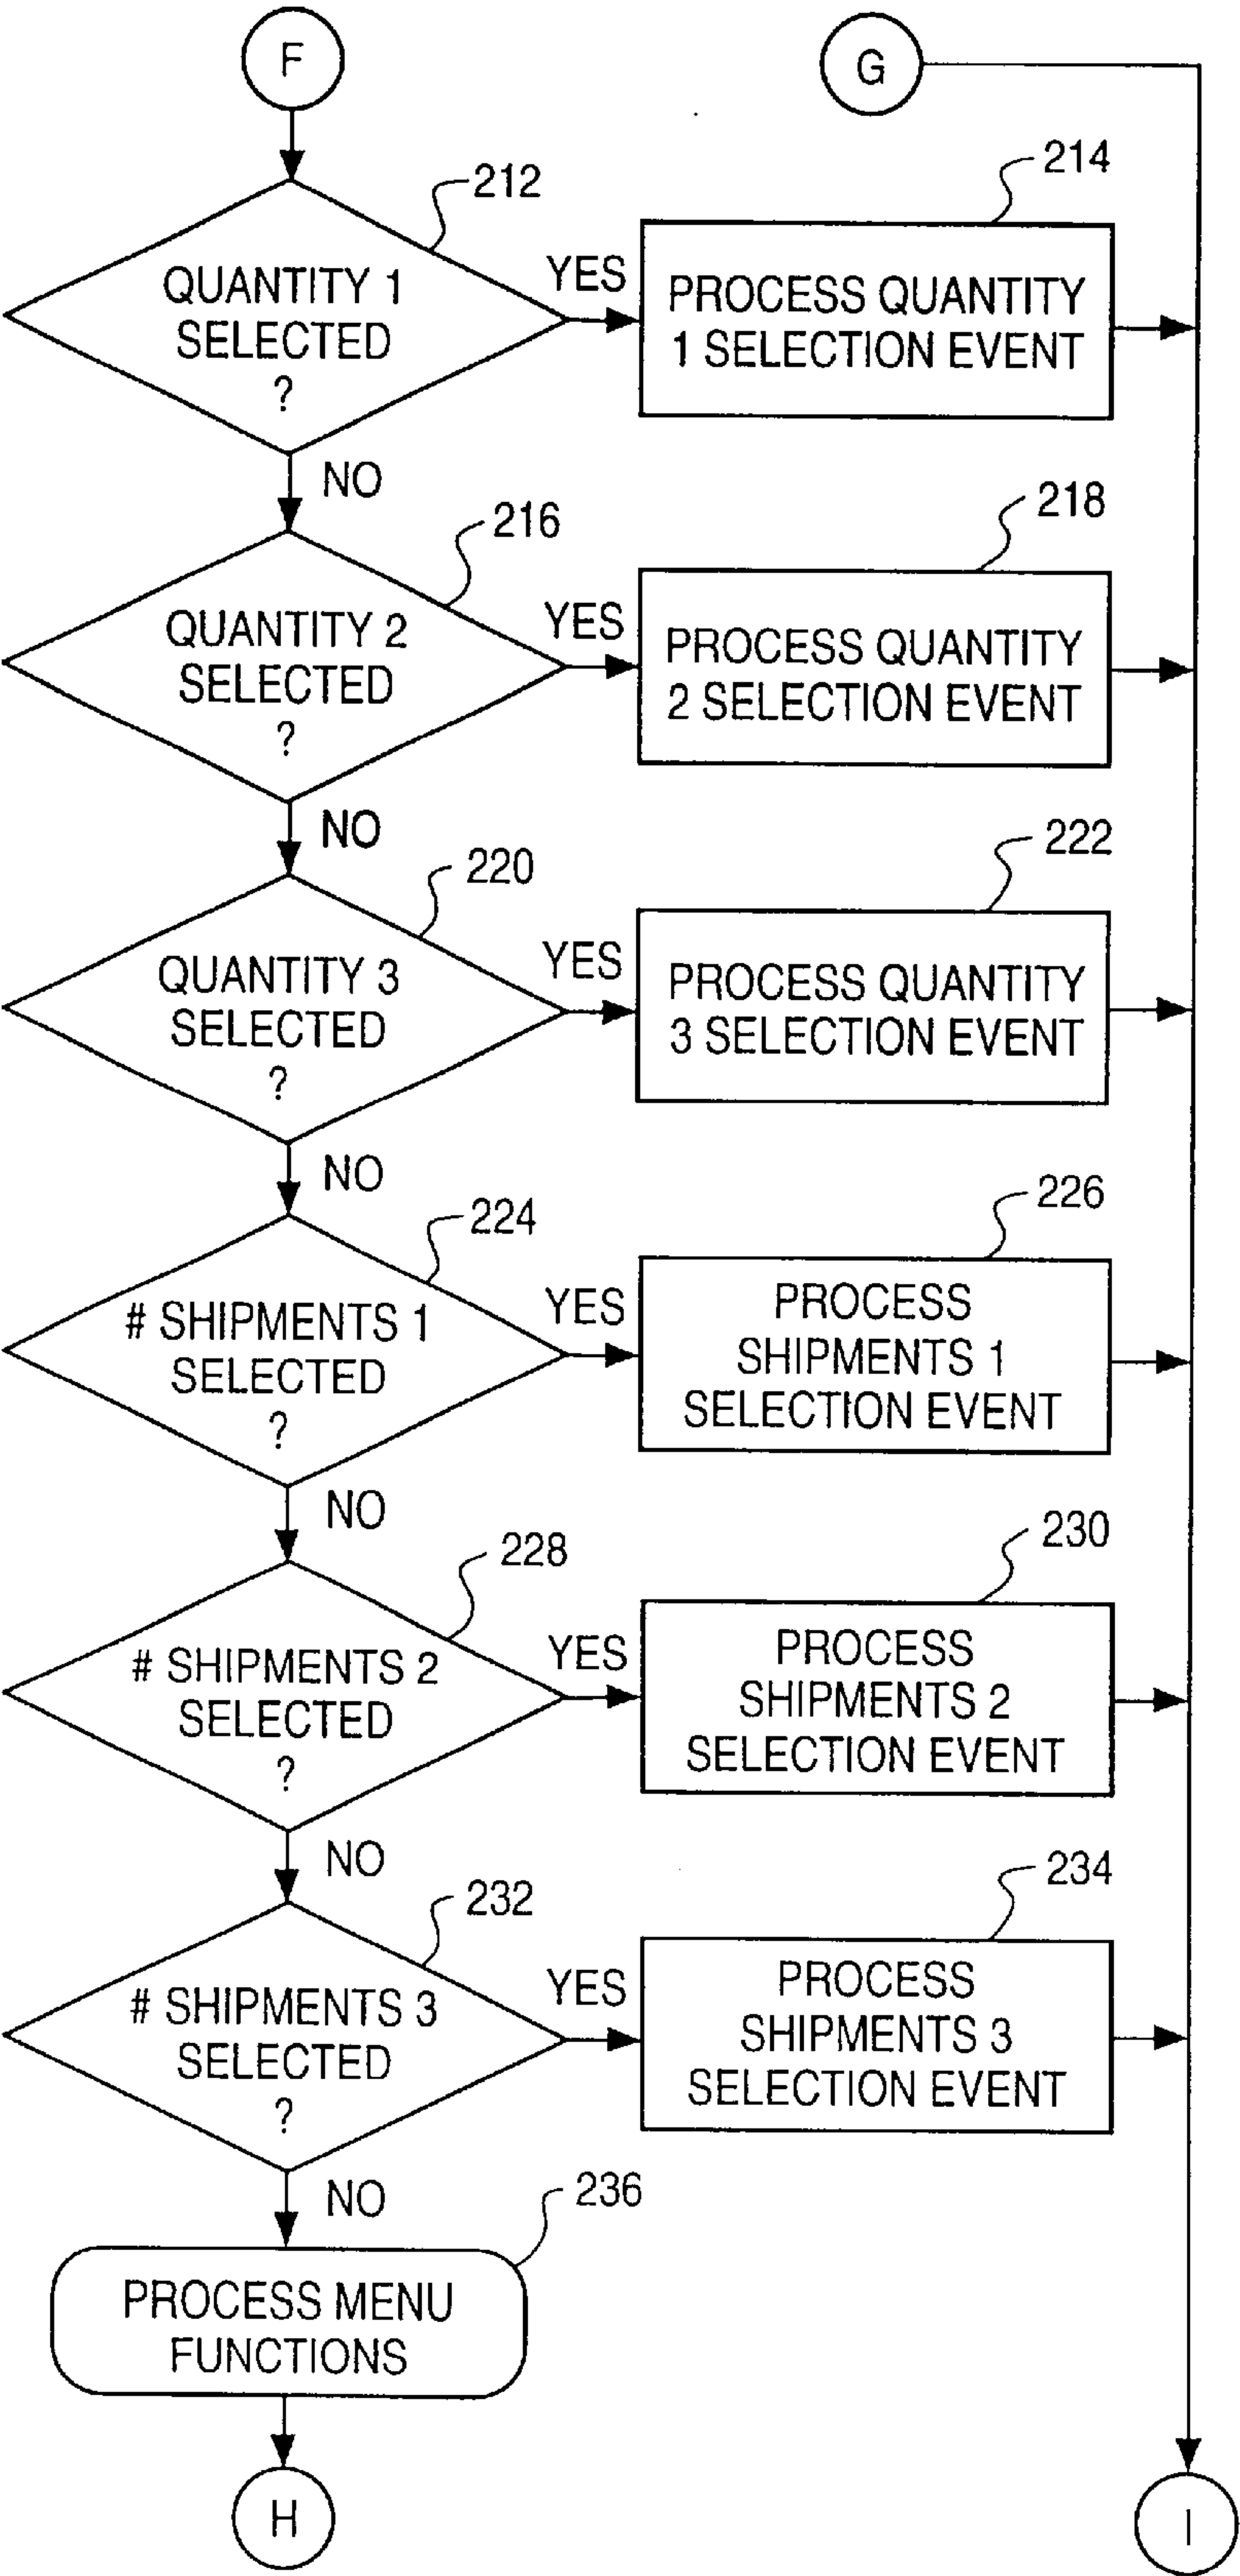 F
G
212
214
QUANTITY 1
SELECTED
?
YES
PROCESS QUANTITY
1 SELECTION EVENT
NO
216
218
QUANTITY 2
SELECTED
?
YES
PROCESS QUANTITY
2 SELECTION EVENT
NO
220
222
QUANTITY 3
SELECTED
?
YES
PROCESS QUANTITY
3 SELECTION EVENT
NO
224
226
# SHIPMENTS 1
SELECTED
?
YES
PROCESS
SHIPMENTS 1
SELECTION EVENT
NO
228
230
# SHIPMENTS 2
SELECTED
?
YES
PROCESS
SHIPMENTS 2
SELECTION EVENT
NO
232
234
# SHIPMENTS 3
SELECTED
?
YES
PROCESS
SHIPMENTS 3
SELECTION EVENT
NO
236
PROCESS MENU
FUNCTIONS
H
I